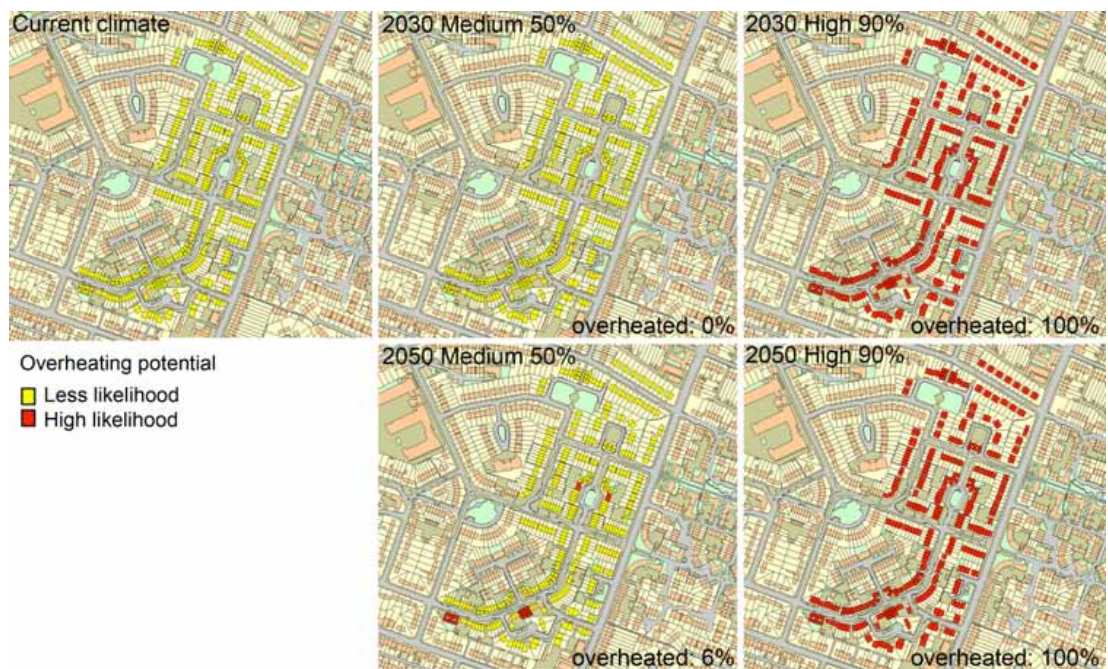 Current climate
2030 Medium 50%
2030 High 90%
overheated: 0%
overheated: 100%
Overheating potential
Less likelihood
High likelihood
2050 Medium 50%
2050 High 90%
overheated: 6%
overheated: 100%